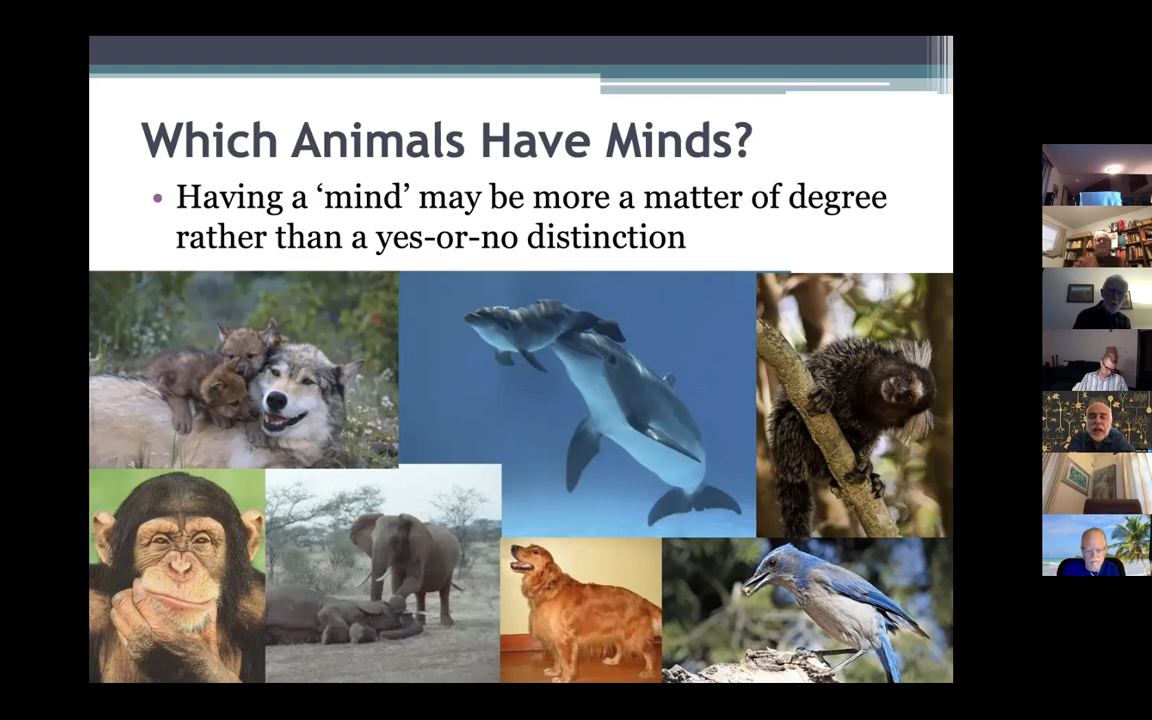 Which Animals Have Minds?
• Having a ‘mind’ may be more a matter of degree
rather than a yes-or-no distinction